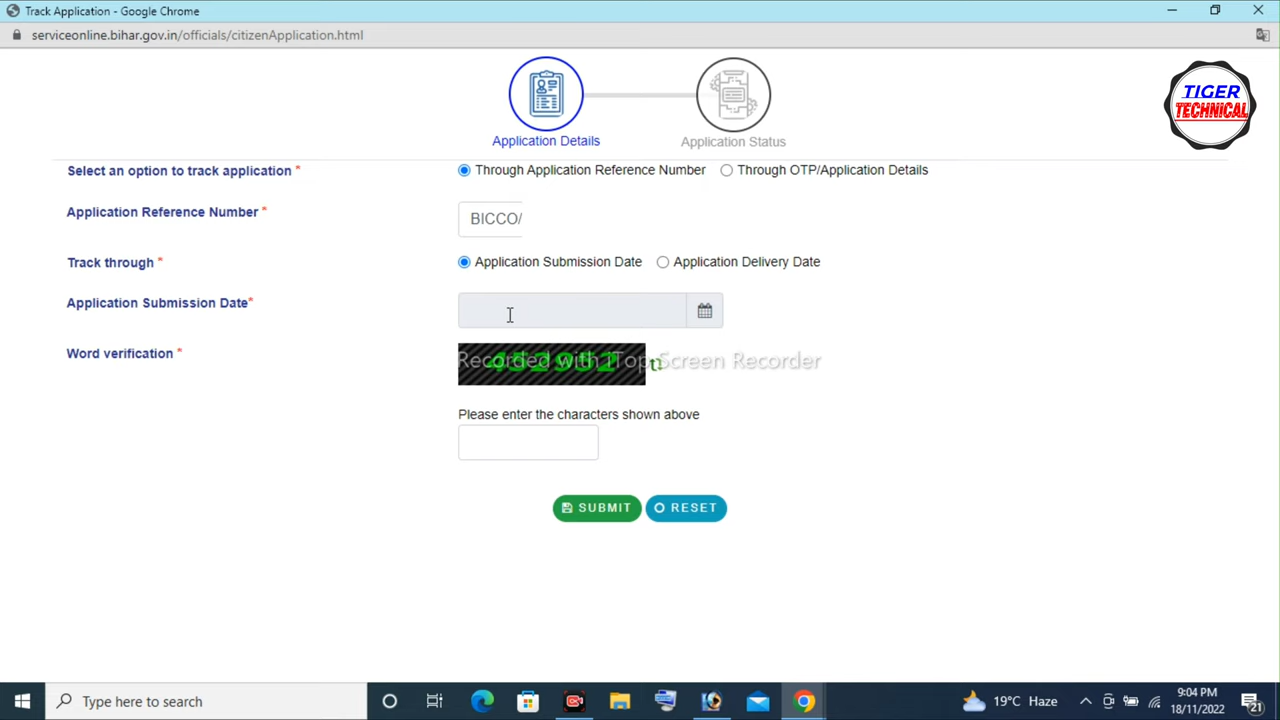 Track Application - Google Chrome
serviceonline.bihar.gov.in/officials/citizenApplication.html
TIGER
TECHNICAL
Application Details
Application Status
Select an option to track application *
Through Application Reference Number
Through OTP/Application Details
Application Reference Number *
BICCO/
Track through *
Application Submission Date
Application Delivery Date
Application Submission Date*
Word verification *
Recorded with iTop Screen Recorder
Please enter the characters shown above
SUBMIT
RESET
Type here to search
19°C Haze
9:04 PM
18/11/2022
21